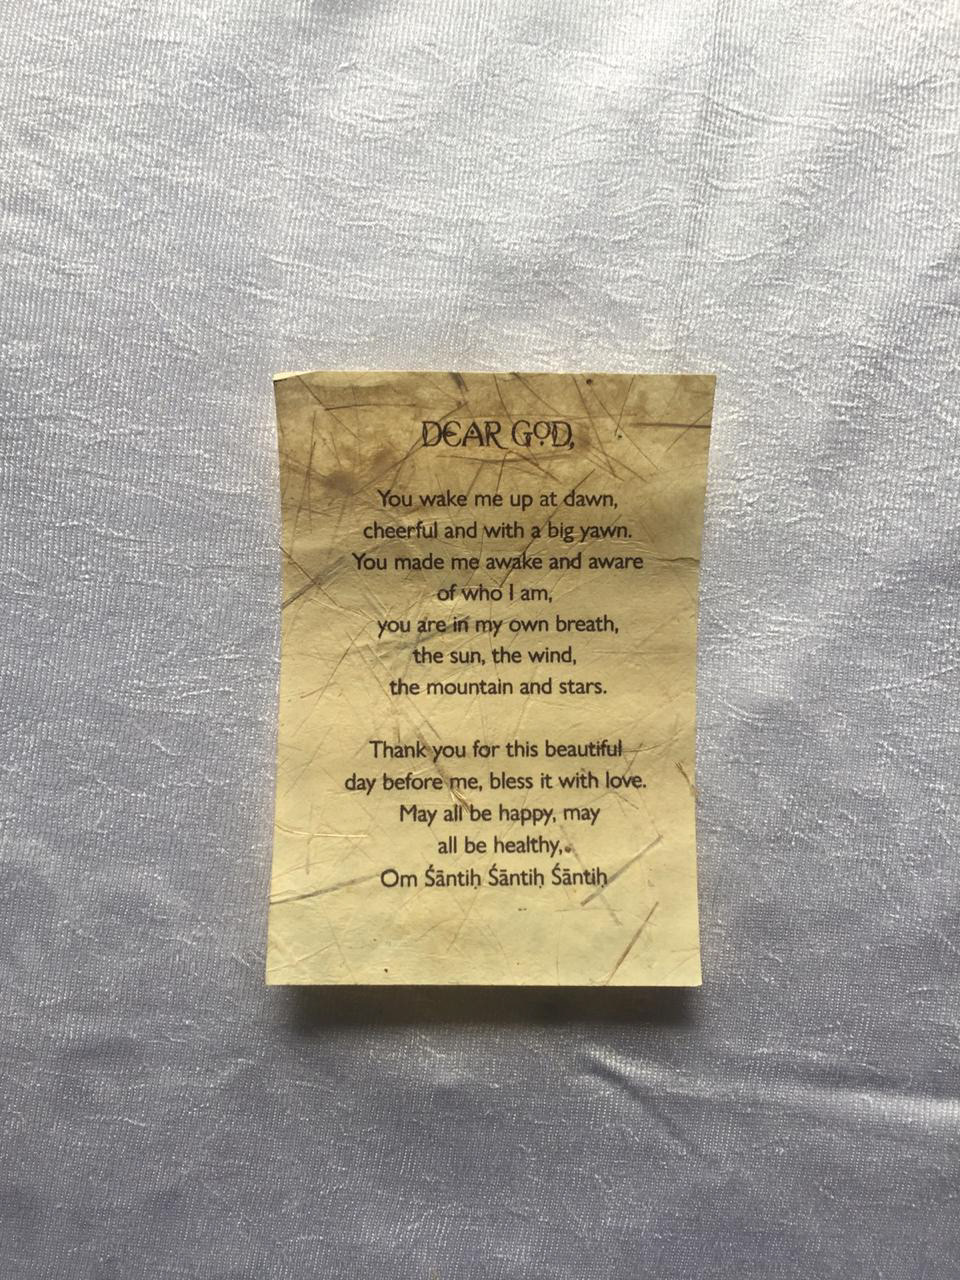 DEAR GOD,
You wake me up at dawn,
cheerful and with a big yawn.
You made me awake and aware
of who I am,
you are in my own breath,
the sun, the wind,
the mountain and stars.
Thank you for this beautiful
day before me, bless it with love.
May all be happy, may
all be healthy,.
Om Śāntiḥ Śāntiḥ Śāntiḥ